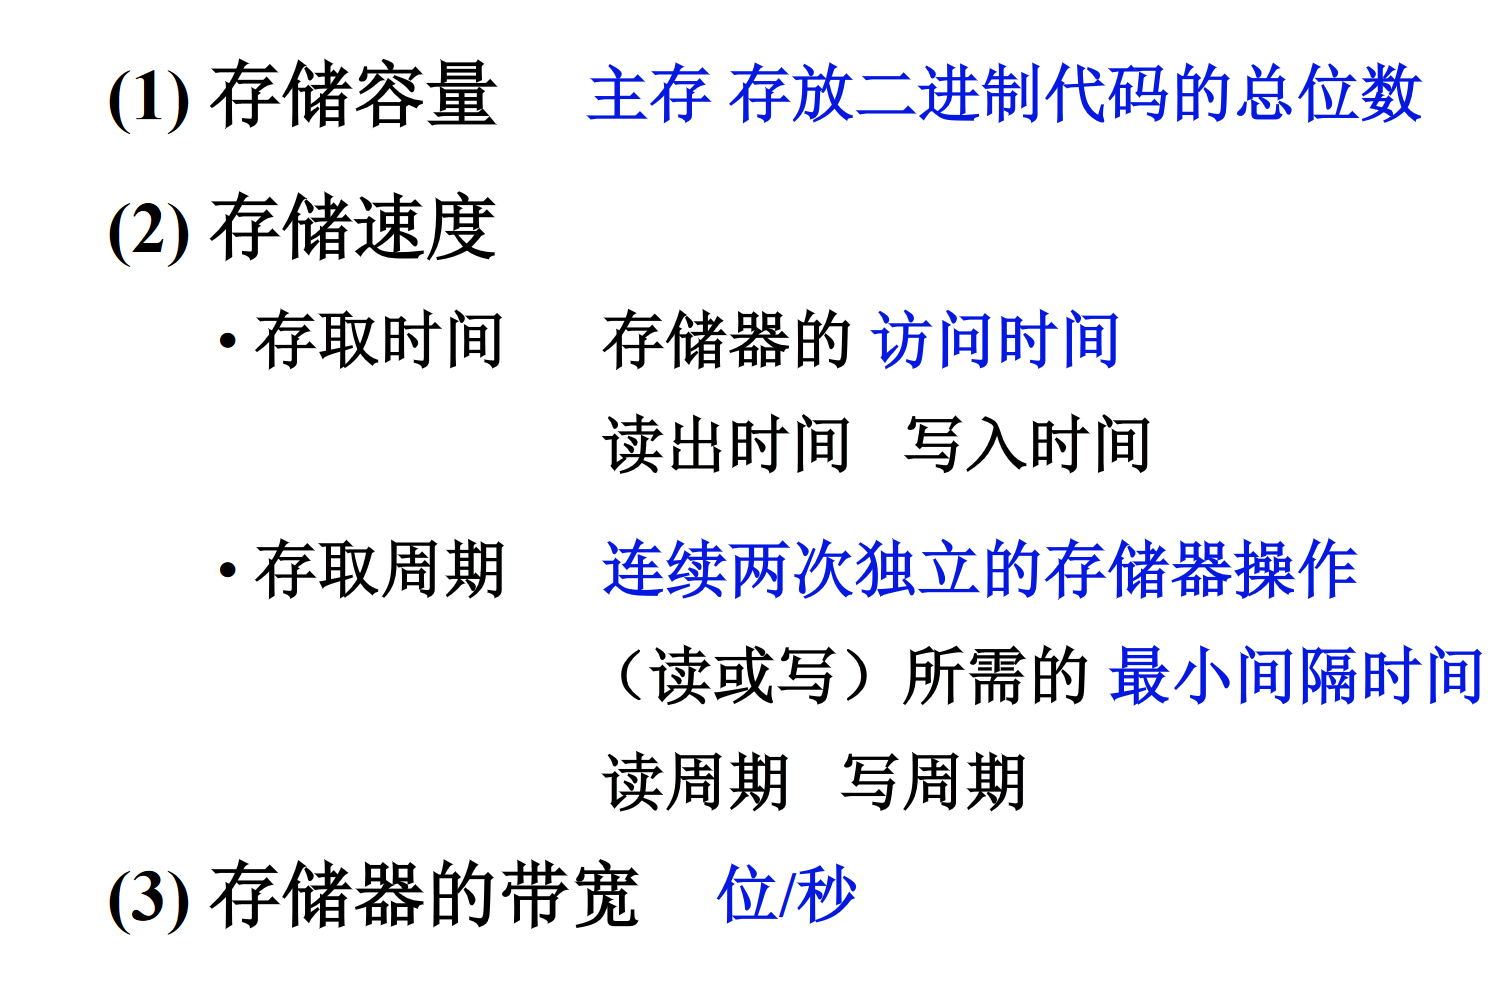 (1) 存储容量 主存 存放二进制代码的总位数
(2) 存储速度
• 存取时间 存储器的 访问时间
读出时间 写入时间
• 存取周期 连续两次独立的存储器操作
（读或写）所需的 最小间隔时间
读周期 写周期
(3) 存储器的带宽 位/秒